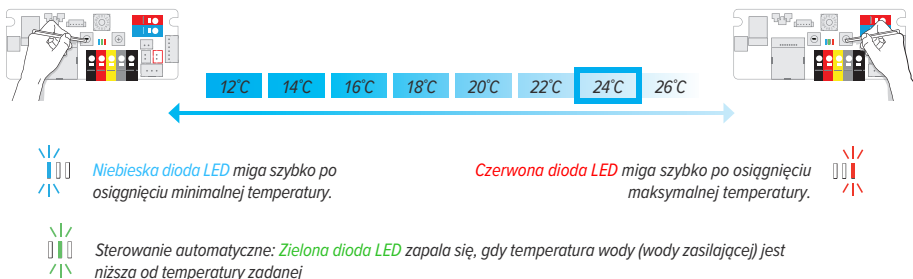 12°C 14°C 16°C 18°C 20°C 22°C 24°C 26°C
Niebieska dioda LED miga szybko po
osiągnięciu minimalnej temperatury.
Czerwona dioda LED miga szybko po osiągnięciu
maksymalnej temperatury.
Sterowanie automatyczne: Zielona dioda LED zapala się, gdy temperatura wody (wody zasilającej) jest
niższa od temperatury zadanej